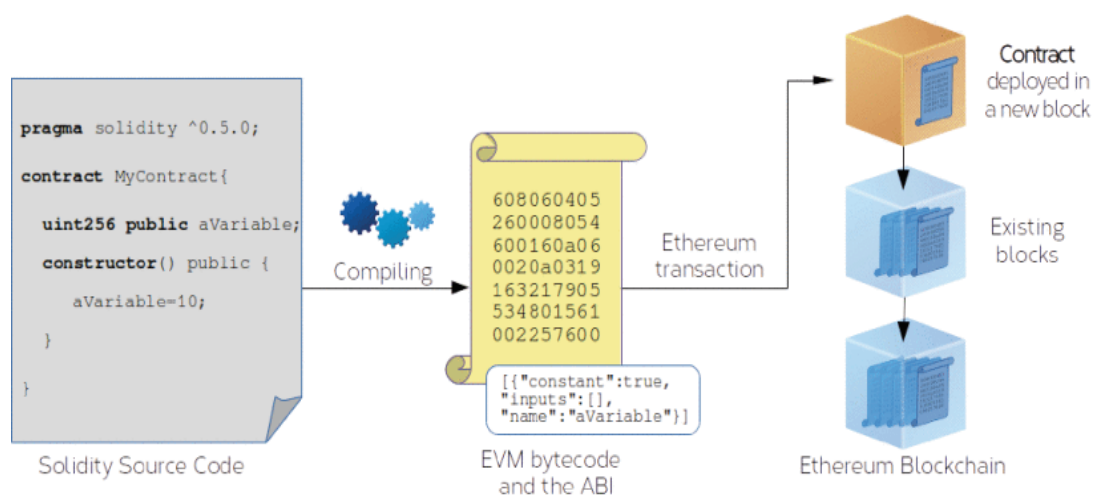 pragma solidity ^0.5.0;
contract MyContract{
uint256 public aVariable;
constructor() public {
aVariable=10;
}
}
Solidity Source Code
Compiling
608060405
260008054
600160a06
0020a0319
163217905
534801561
002257600
[{"constant":true,
"inputs":[],
"name":"aVariable"}]
EVM bytecode
and the ABI
Ethereum
transaction
Contract
deployed in
a new block
Existing
blocks
Ethereum Blockchain